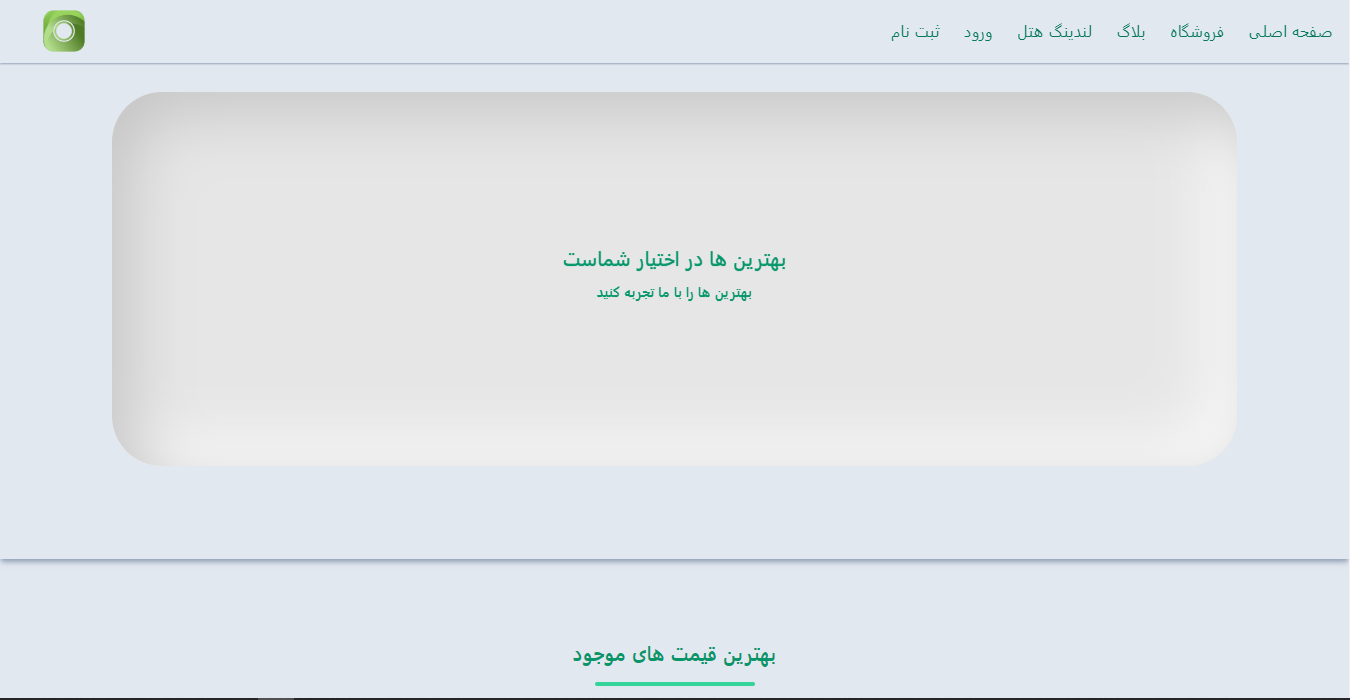 صفحه اصلی فروشگاه بلاگ لندینگ هتل ورود ثبت نام
بهترین ها در اختیار شماست
بهترین ها را با ما تجربه کنید
بهترین قیمت های موجود